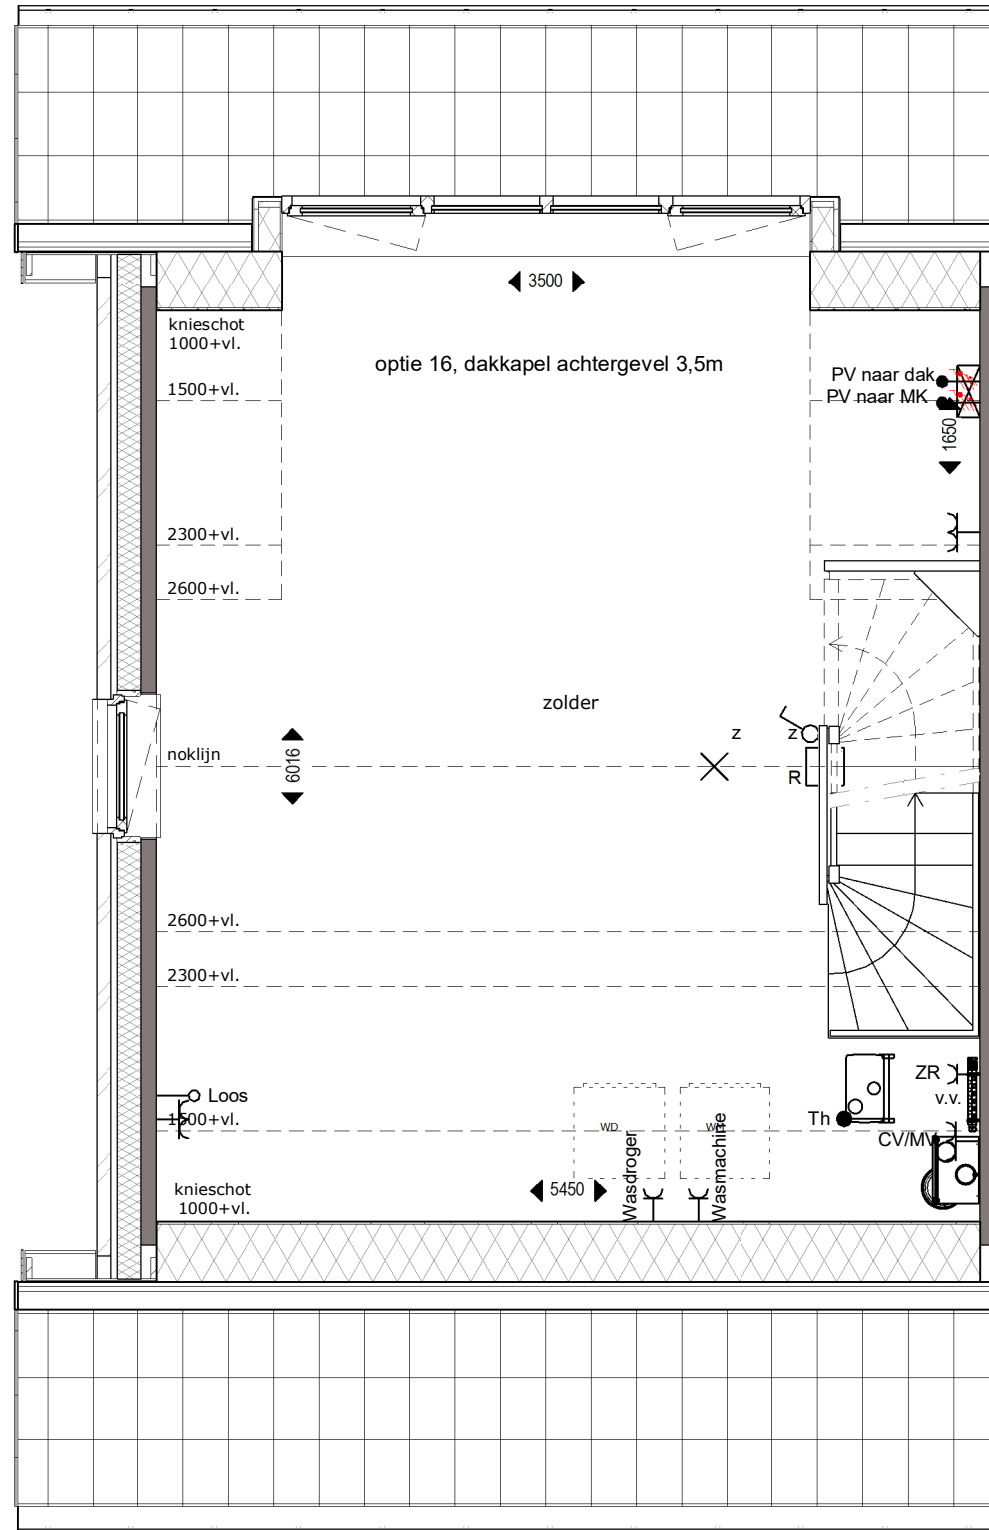 3500
knieschot
1000+vl.
optie 16, dakkapel achtergevel 3,5m
1500+vl.
PV naar dak
PV naar MK
1650
2300+vl.
2600+vl.
zolder
z
z
noklijn
6016
R
2600+vl.
2300+vl.
Loos
1500+vl.
ZR
v.v.
Th
CV/MV
WD
Wasdroger
Wasmachine
knieschot
1000+vl.
5450